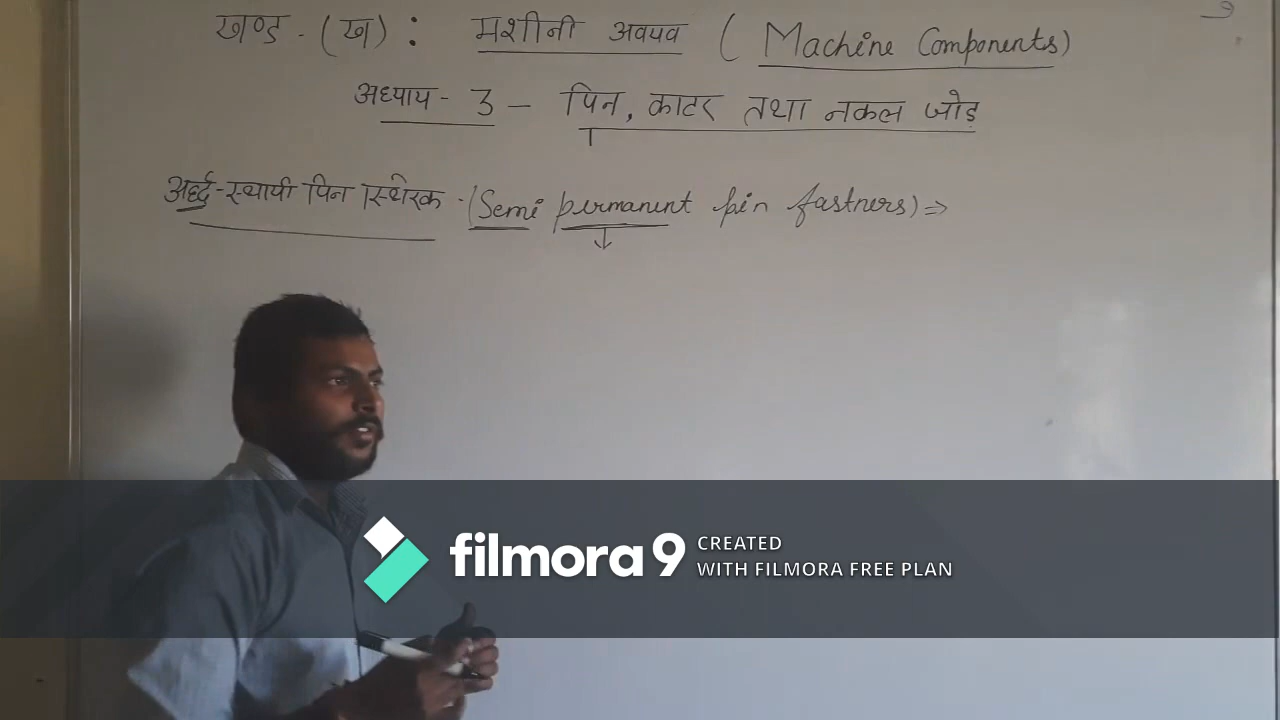 खण्ड - (ख) : मशीनी अवयव ( Machine Components)
अध्याय - 3 - पिन, काटर तथा नकल जोड़
अर्द्ध-स्थायी पिन स्थिरक - (Semi permanent pin fastners) ⇒
filmora 9 CREATED
WITH FILMORA FREE PLAN